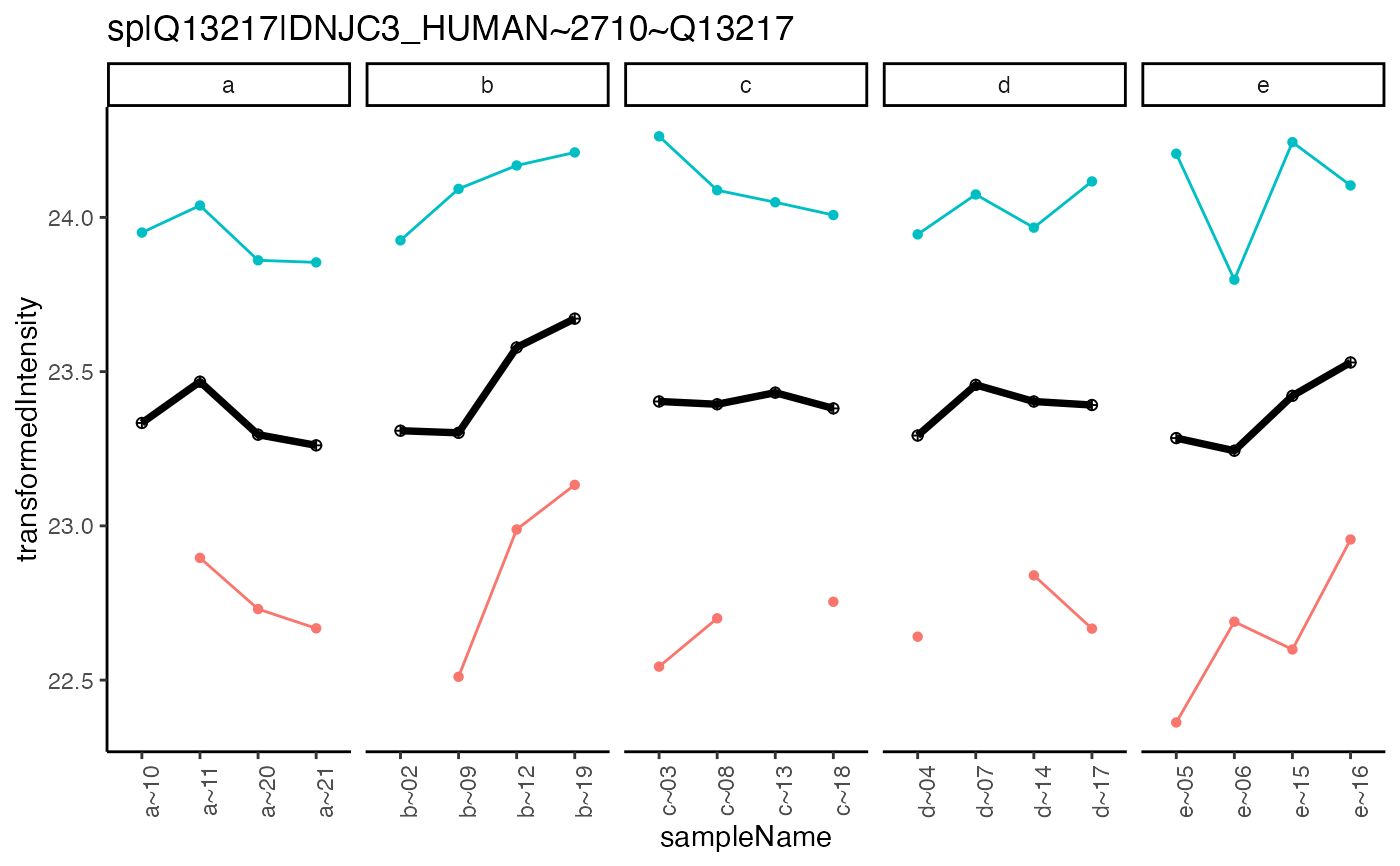 sp|Q13217|DNJC3_HUMAN~2710~Q13217
a b c d e
transformedIntensity
24.0
23.5
23.0
22.5
a~10 a~11 a~20 a~21 b~02 b~09 b~12 b~19 c~03 c~08 c~13 c~18 d~04 d~07 d~14 d~17 e~05 e~06 e~15 e~16
sampleName